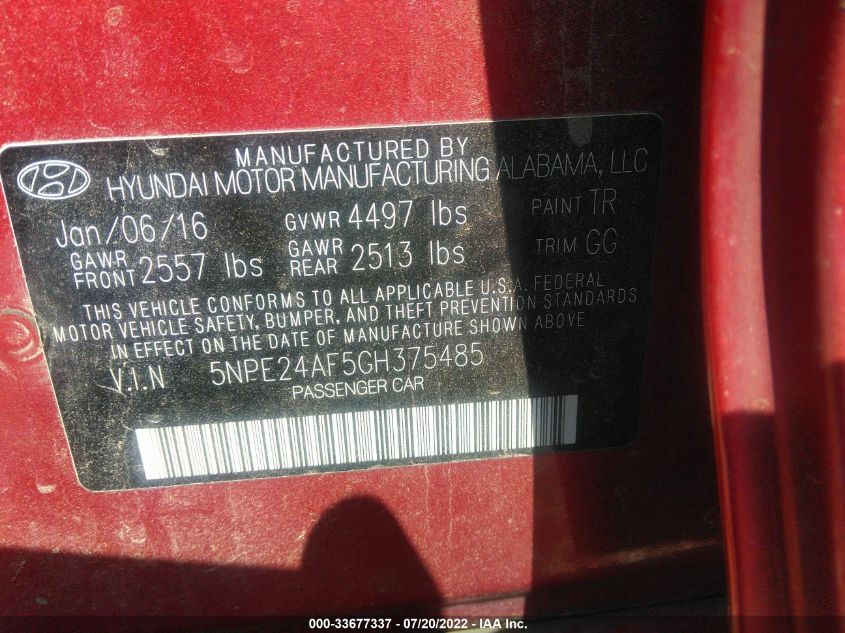 MANUFACTURED BY
HYUNDAI MOTOR MANUFACTURING ALABAMA, LLC
Jan/06/16 GVWR 4497 lbs PAINT TR
GAWR FRONT 2557 lbs GAWR REAR 2513 lbs TRIM GG
THIS VEHICLE CONFORMS TO ALL APPLICABLE U.S.A. FEDERAL
MOTOR VEHICLE SAFETY, BUMPER, AND THEFT PREVENTION STANDARDS
IN EFFECT ON THE DATE OF MANUFACTURE SHOWN ABOVE
V.I.N 5NPE24AF5GH375485
PASSENGER CAR
000-33677337 / 07/20/2022 - IAA Inc.